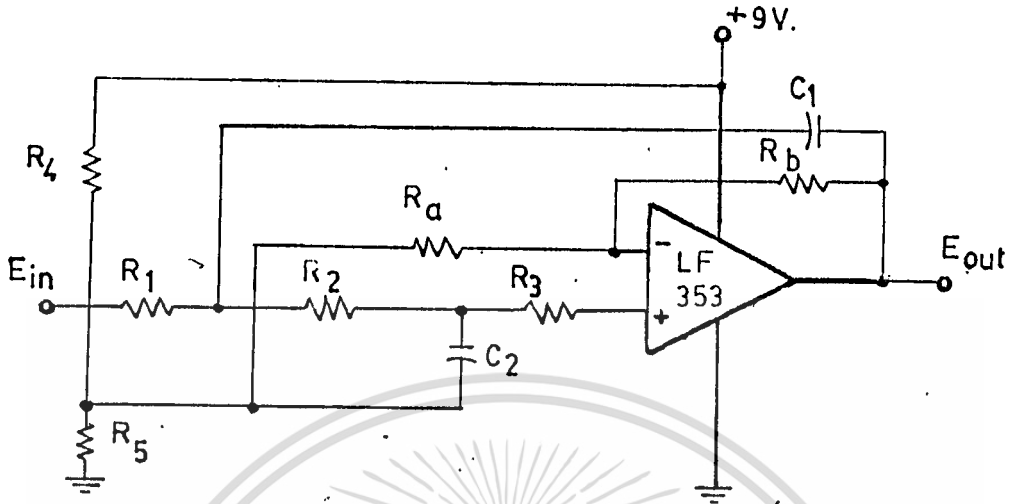 +9V.
C1
Rb
R4
Ra
Ein
R1
R2
R3
-
LF
353
+
Eout
C2
R5